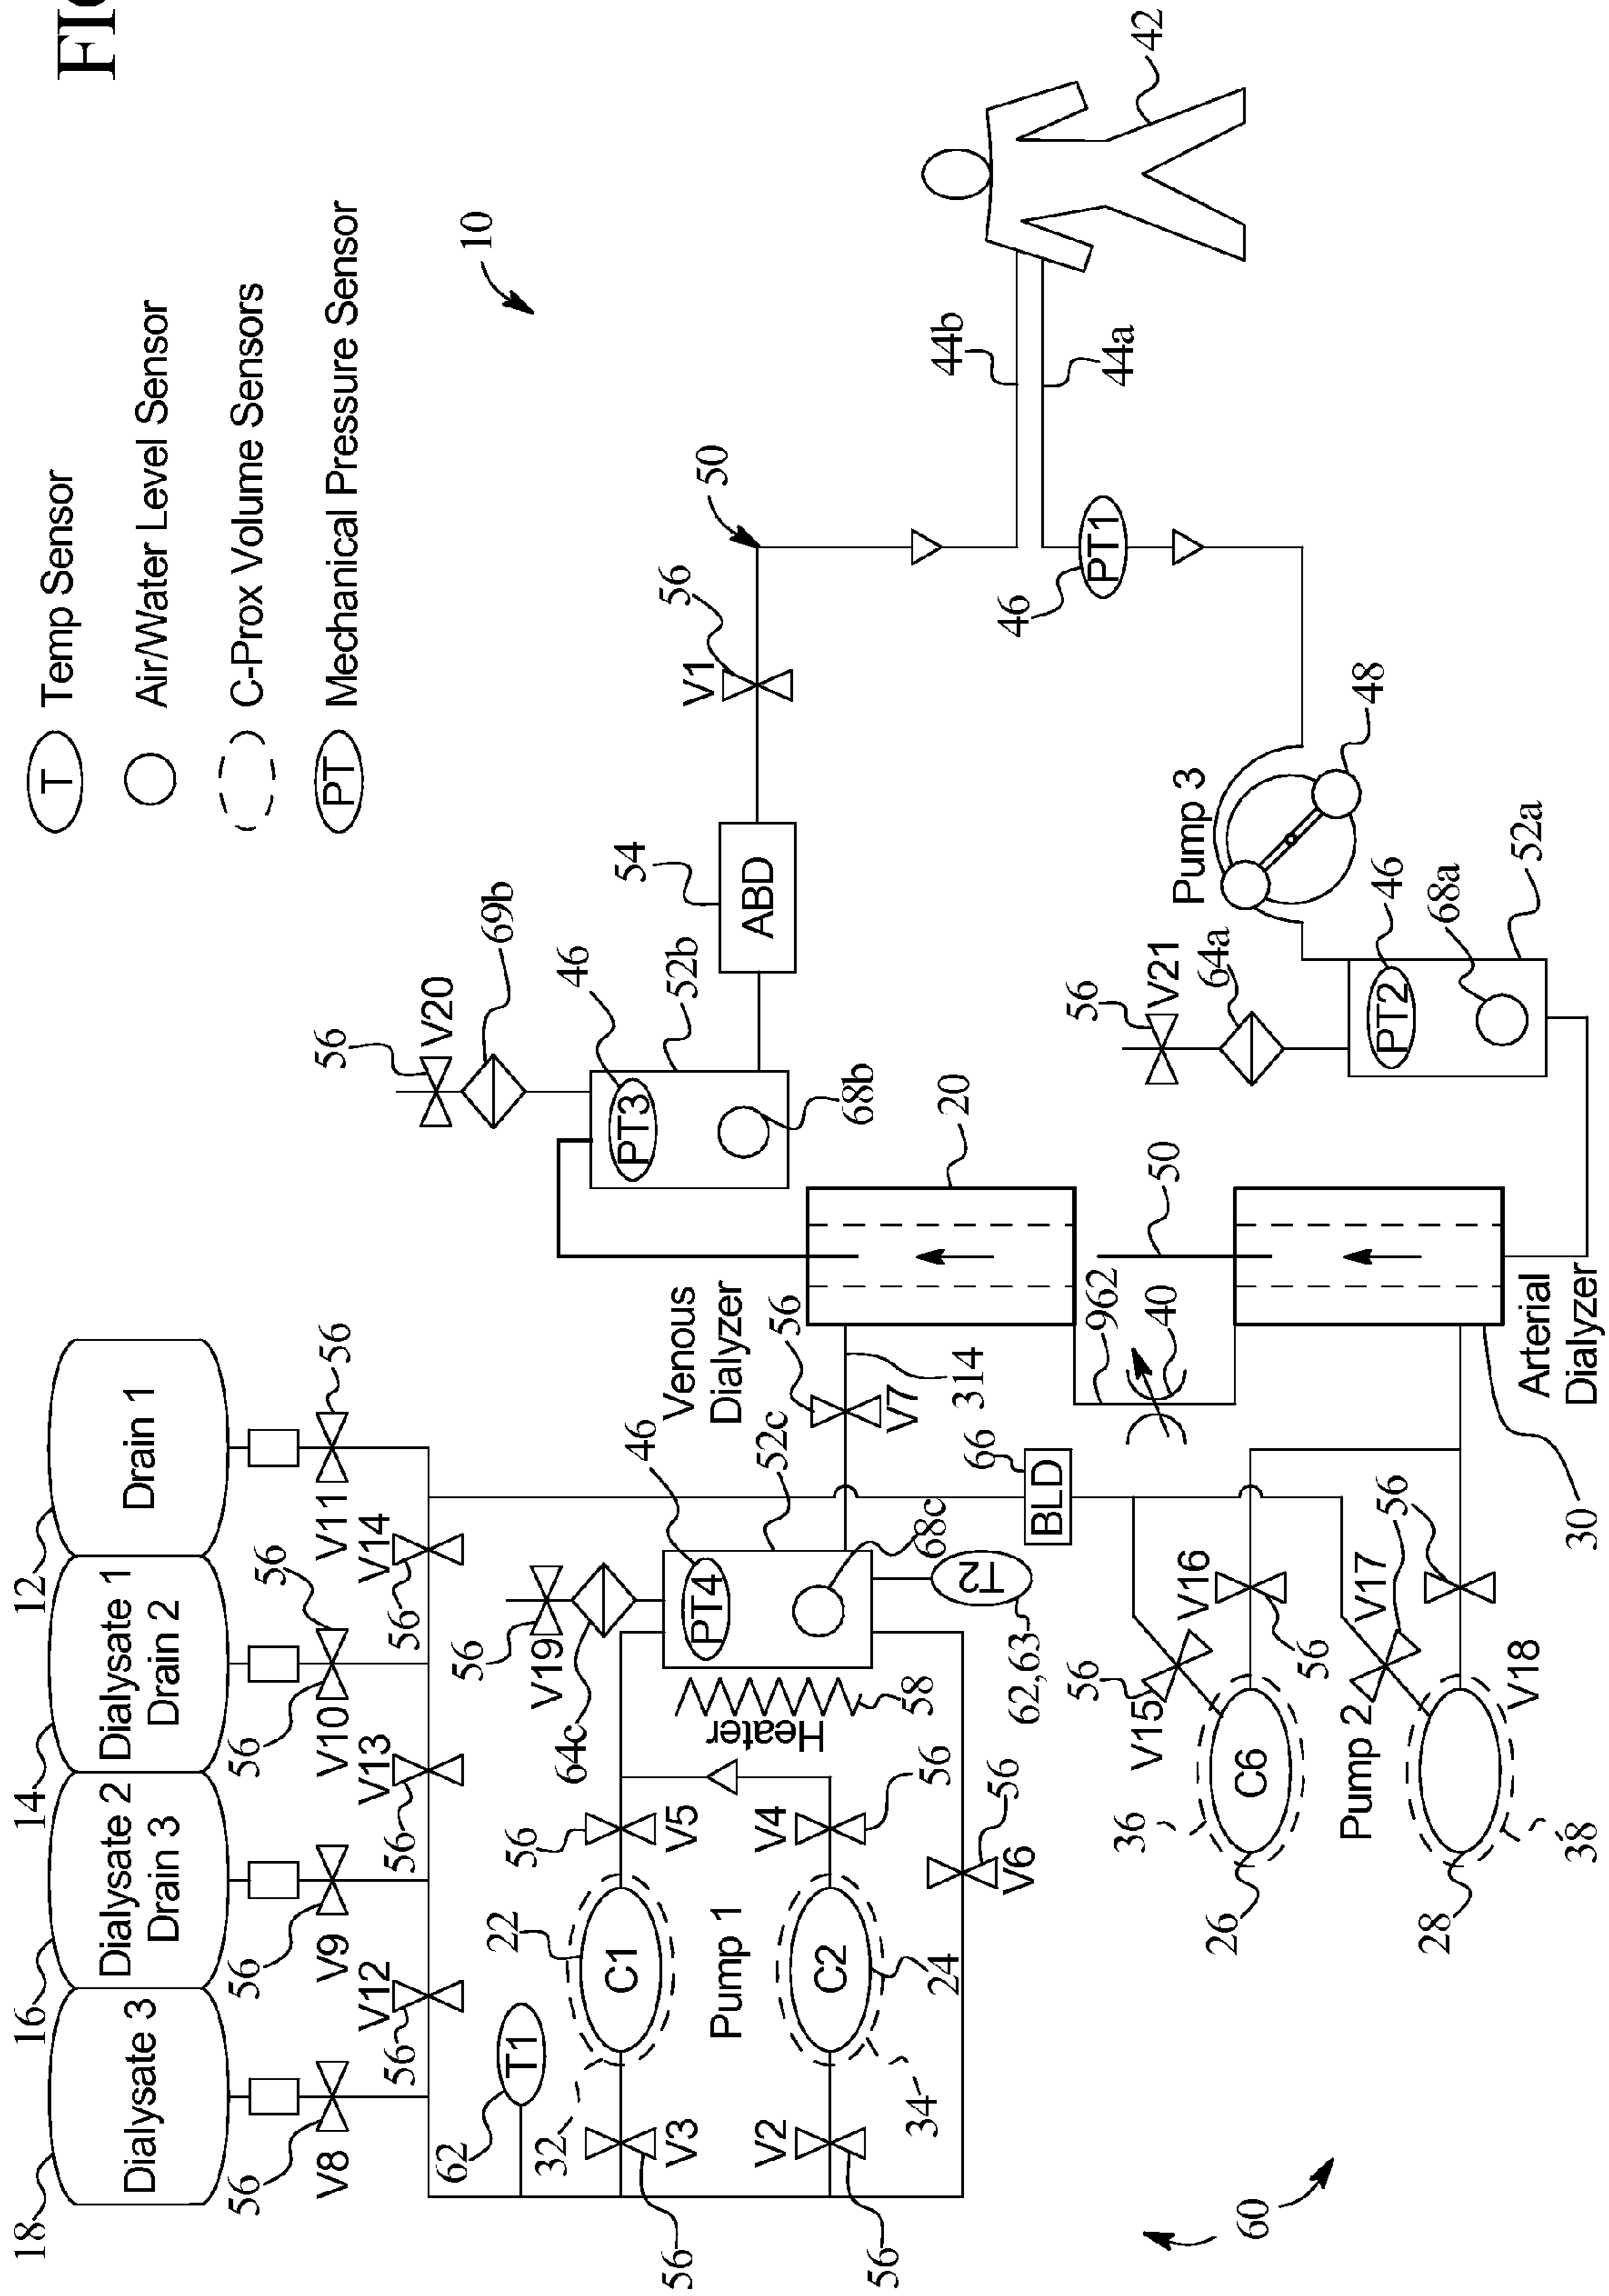 FIG
T Temp Sensor
Air/Water Level Sensor
C-Prox Volume Sensors
PT Mechanical Pressure Sensor
10
18
16
14
12
Dialysate 3
Dialysate 2
Drain 3
Dialysate 1
Drain 2
Drain 1
56
V8
56
V9
56
V10
56
V11
56
56
V12
56
V13
56
V14
62
T1
32
56
V3
22
C1
56
V5
Pump 1
56
V2
34
C2
24
V4
56
V6
56
60
56
V19
64c
46
PT4
52c
68c
Heater
58
T2
62,63
66
BLD
Venous
Dialyzer
56
V7
314
20
962
40
50
56
V20
69b
46
PT3
52b
68b
54
ABD
V1
56
50
44b
44a
42
46
PT1
Pump 3
48
56
V21
64a
46
PT2
68a
52a
Arterial
Dialyzer
30
36
V15
56
V16
56
C6
26
Pump 2
V17
56
V18
28
38